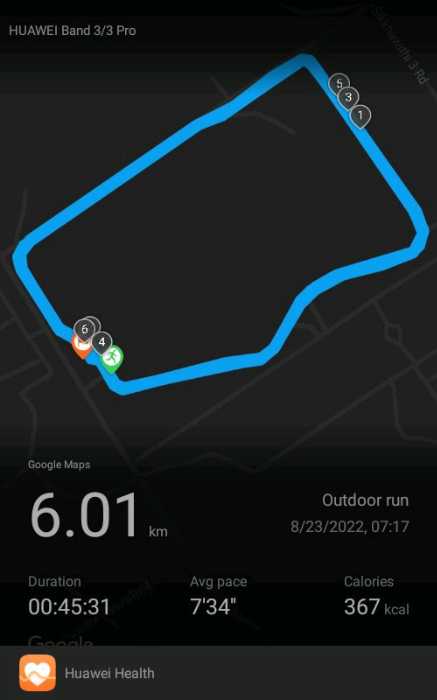 HUAWEI Band 3/3 Pro
5
3
1
6
4
Google Maps
6.01 km
Outdoor run
8/23/2022, 07:17
Duration
Avg pace
Calories
00:45:31
7'34"
367 kcal
Google
Huawei Health